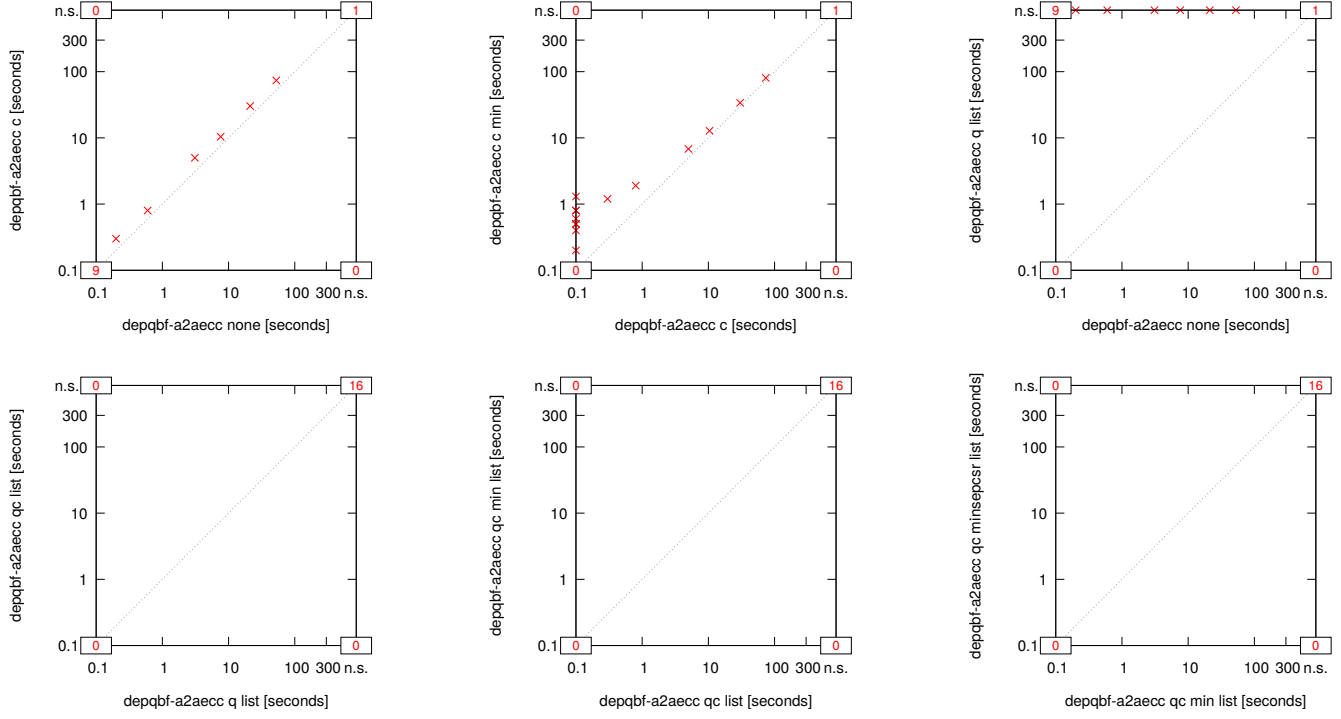 n.s. 0 1
300
100
10
1
0.1 9 0
0.1 1 10 100 300 n.s.
depqbf-a2aecc c [seconds]
depqbf-a2aecc none [seconds]
n.s. 0 1
300
100
10
1
0.1 0 0
0.1 1 10 100 300 n.s.
depqbf-a2aecc c min [seconds]
depqbf-a2aecc c [seconds]
n.s. 9 1
300
100
10
1
0.1 0 0
0.1 1 10 100 300 n.s.
depqbf-a2aecc q list [seconds]
depqbf-a2aecc none [seconds]
n.s. 0 16
300
100
10
1
0.1 0 0
0.1 1 10 100 300 n.s.
depqbf-a2aecc qc list [seconds]
depqbf-a2aecc q list [seconds]
n.s. 0 16
300
100
10
1
0.1 0 0
0.1 1 10 100 300 n.s.
depqbf-a2aecc qc min list [seconds]
depqbf-a2aecc qc list [seconds]
n.s. 0 16
300
100
10
1
0.1 0 0
0.1 1 10 100 300 n.s.
depqbf-a2aecc qc minsepcsr list [seconds]
depqbf-a2aecc qc min list [seconds]